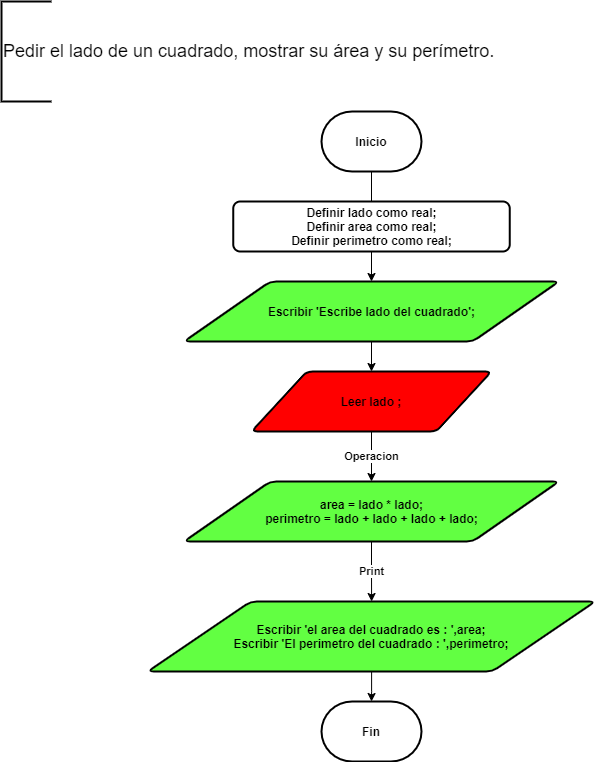 Pedir el lado de un cuadrado, mostrar su área y su perímetro.
Inicio
Definir lado como real;
Definir area como real;
Definir perimetro como real;
Escribir 'Escribe lado del cuadrado';
Leer lado ;
Operacion
area = lado * lado;
perimetro = lado + lado + lado + lado;
Print
Escribir 'el area del cuadrado es : ',area;
Escribir 'El perimetro del cuadrado : ',perimetro;
Fin